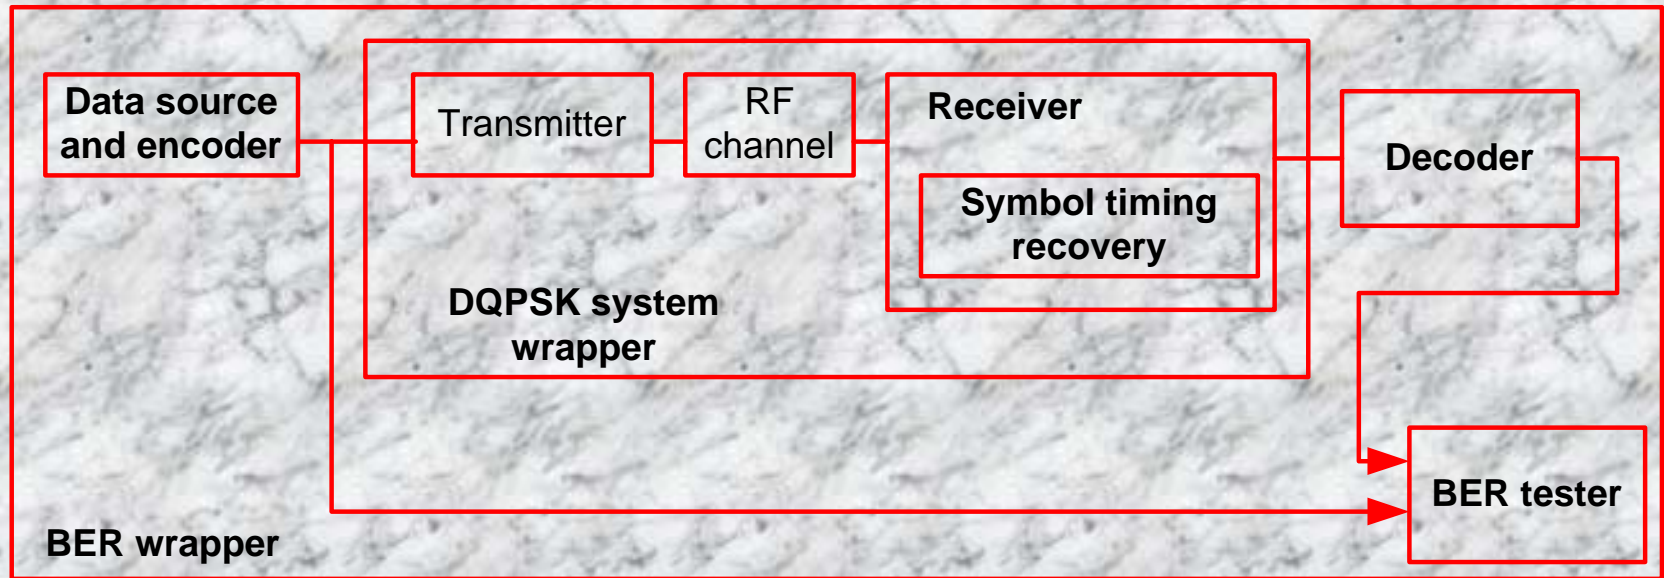 Data source
and encoder
Transmitter
RF
channel
Receiver
Symbol timing
recovery
Decoder
DQPSK system
wrapper
BER tester
BER wrapper